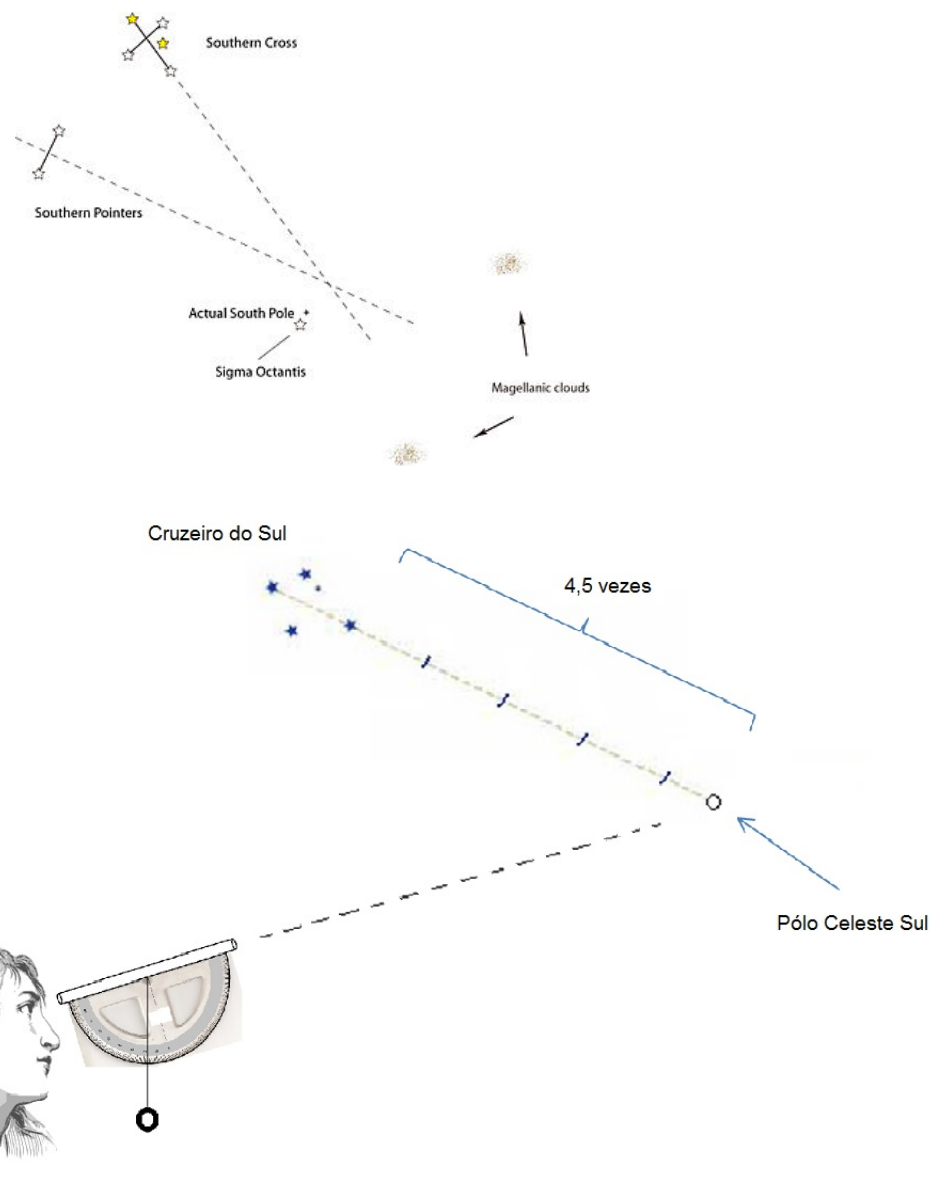 Southern Cross
Southern Pointers
Actual South Pole
Sigma Octantis
Magellanic clouds
Cruzeiro do Sul
4,5 vezes
Pólo Celeste Sul